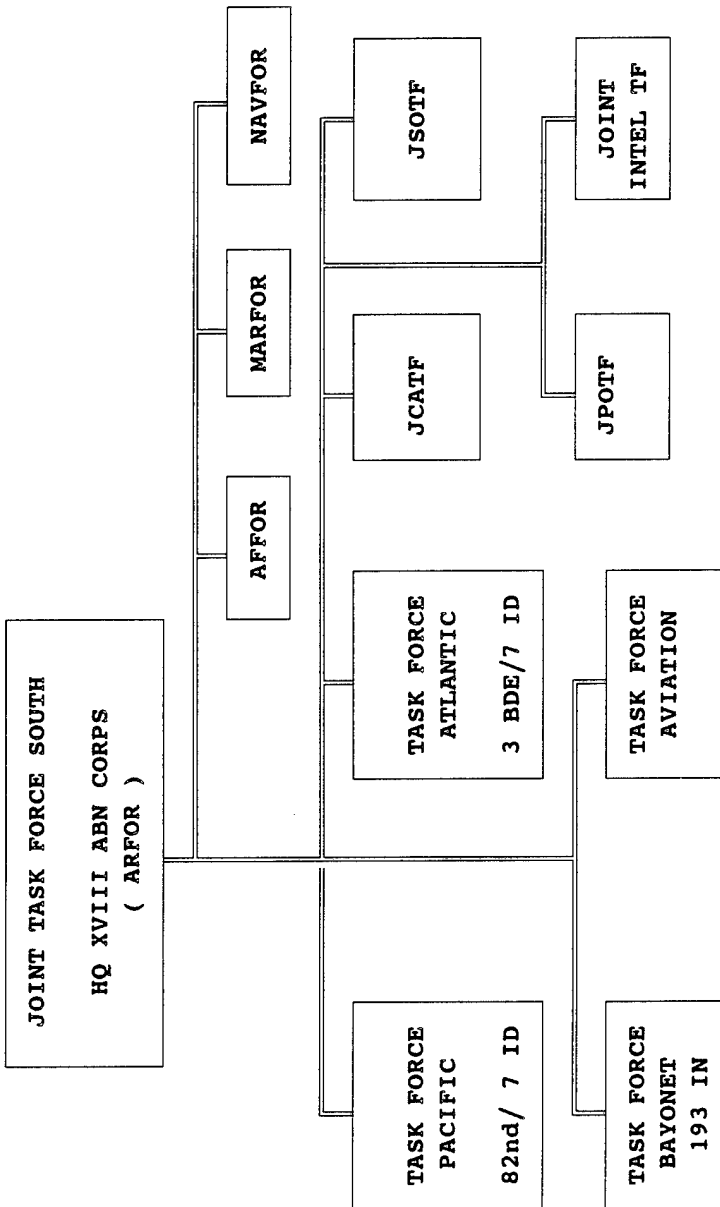 JOINT TASK FORCE SOUTH
HQ XVIII ABN CORPS
( ARFOR )
AFFOR
MARFOR
NAVFOR
TASK FORCE
PACIFIC
82nd/ 7 ID
TASK FORCE
ATLANTIC
3 BDE/7 ID
JCATF
JSOTF
TASK FORCE
BAYONET
193 IN
TASK FORCE
AVIATION
JPOTF
JOINT
INTEL TF